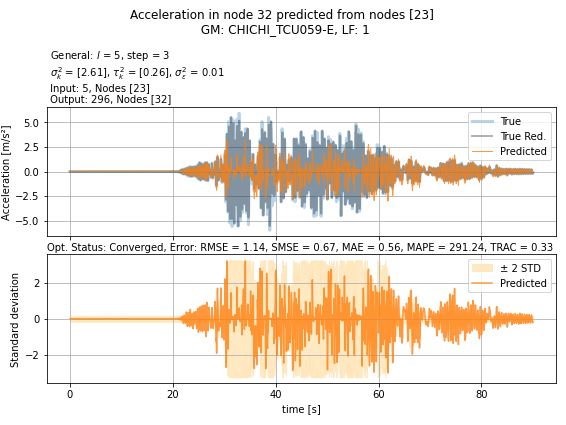 Acceleration in node 32 predicted from nodes [23]
GM: CHICHI_TCU059-E, LF: 1
General: l = 5, step = 3
σ²ₖ = [2.61], τ²ₖ = [0.26], σ²ε = 0.01
Input: 5, Nodes [23]
Output: 296, Nodes [32]
Acceleration [m/s²]
5.0
2.5
0.0
−2.5
−5.0
True
True Red.
Predicted
Opt. Status: Converged, Error: RMSE = 1.14, SMSE = 0.67, MAE = 0.56, MAPE = 291.24, TRAC = 0.33
Standard deviation
2
0
−2
± 2 STD
Predicted
0 20 40 60 80
time [s]